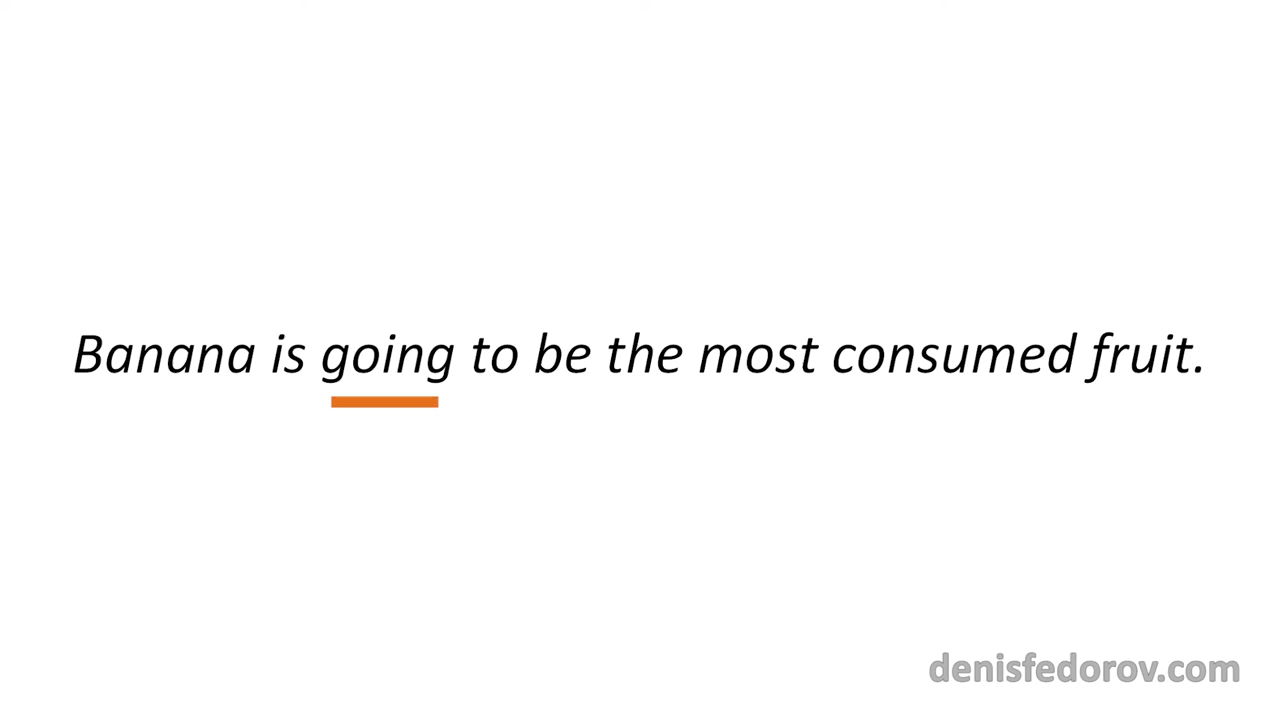 Banana is going to be the most consumed fruit.
denisfedorov.com